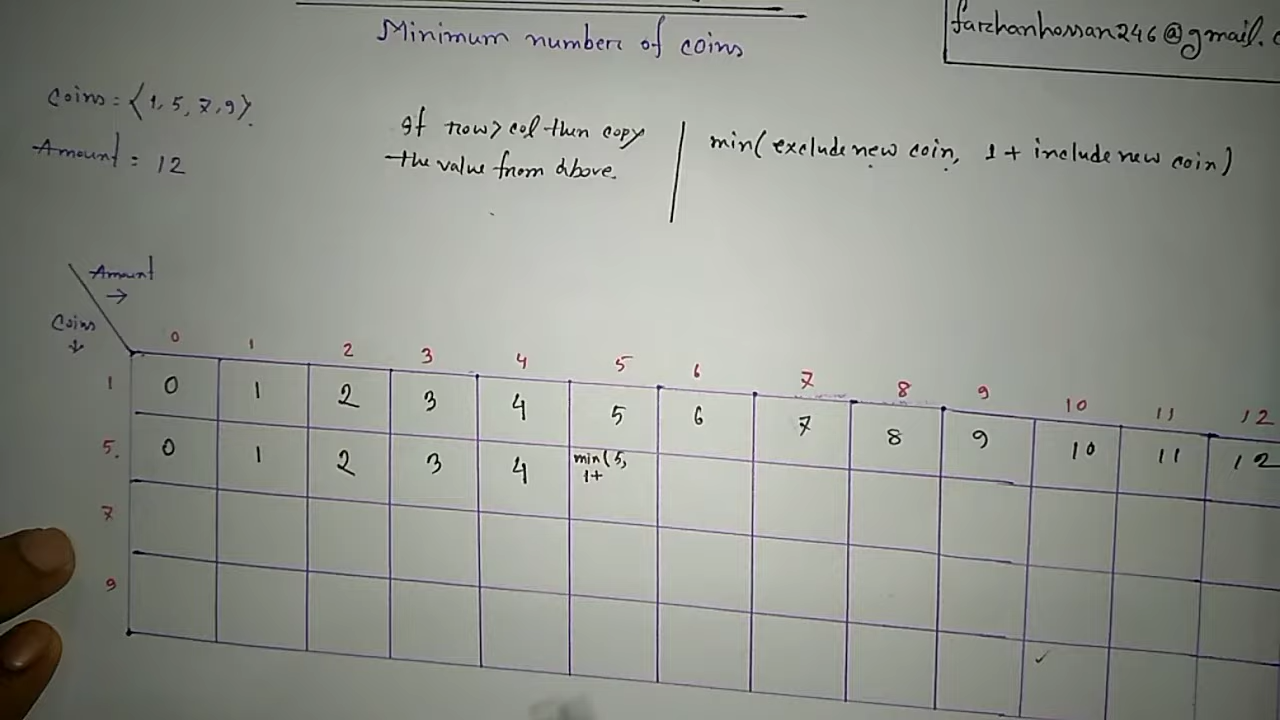 Minimum number of coins
farhanhossan246@gmail.c
Coins = {1, 5, 7, 9}.
Amount = 12
If row > col then copy
the value from above.
min( exclude new coin, 1 + include new coin)
Amount
→
Coins
↓
0 1 2 3 4 5 6 7 8 9 10 11 12
1 0 1 2 3 4 5 6 7 8 9 10 11 12
5. 0 1 2 3 4 min(5,
1+
7
9
✓